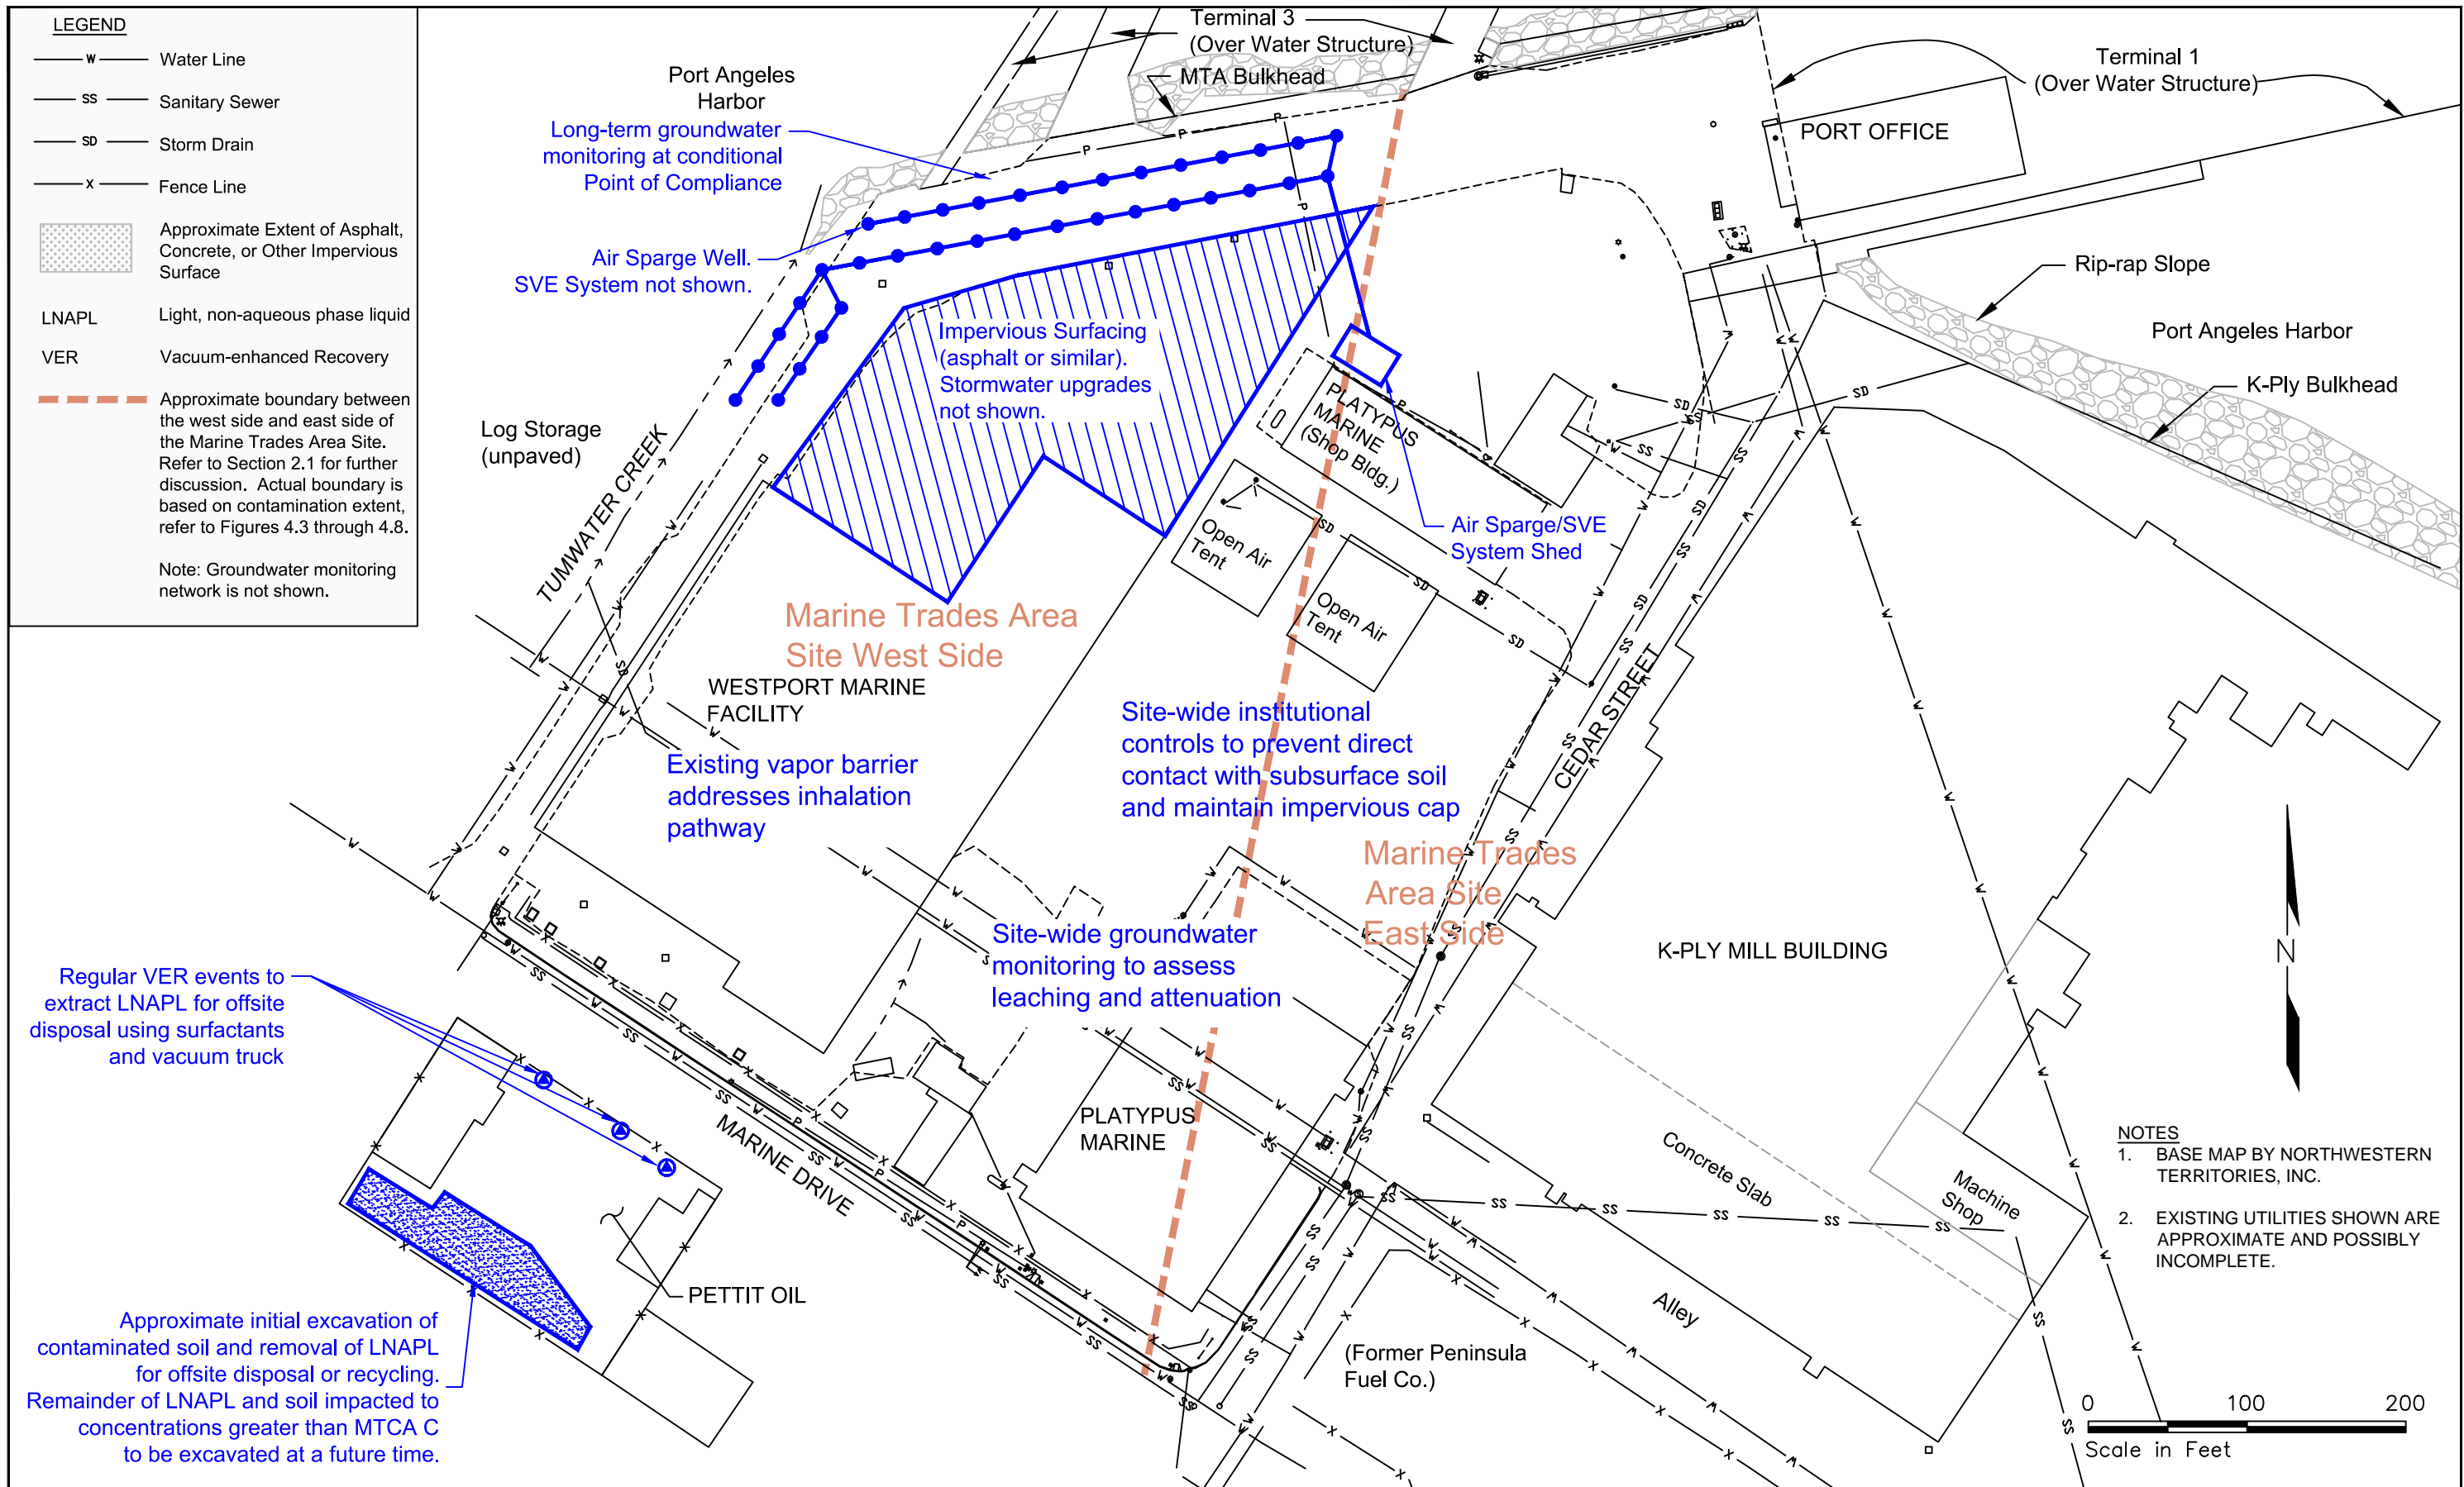 LEGEND
W
Water Line
SS
Sanitary Sewer
SD
Storm Drain
X
Fence Line
Approximate Extent of Asphalt,
Concrete, or Other Impervious
Surface
LNAPL
Light, non-aqueous phase liquid
VER
Vacuum-enhanced Recovery
Approximate boundary between
the west side and east side of
the Marine Trades Area Site.
Refer to Section 2.1 for further
discussion. Actual boundary is
based on contamination extent,
refer to Figures 4.3 through 4.8.
Note: Groundwater monitoring
network is not shown.
Terminal 3
(Over Water Structure)
MTA Bulkhead
Port Angeles
Harbor
Long-term groundwater
monitoring at conditional
Point of Compliance
Air Sparge Well.
SVE System not shown.
Terminal 1
(Over Water Structure)
PORT OFFICE
Rip-rap Slope
Port Angeles Harbor
K-Ply Bulkhead
Impervious Surfacing
(asphalt or similar).
Stormwater upgrades
not shown.
Log Storage
(unpaved)
TUMWATER CREEK
PLATYPUS
MARINE
(Shop Bldg.)
Open Air
Tent
Open Air
Tent
Air Sparge/SVE
System Shed
Marine Trades Area
Site West Side
WESTPORT MARINE
FACILITY
Existing vapor barrier
addresses inhalation
pathway
Site-wide institutional
controls to prevent direct
contact with subsurface soil
and maintain impervious cap
CEDAR STREET
Marine Trades
Area Site
East Side
Site-wide groundwater
monitoring to assess
leaching and attenuation
K-PLY MILL BUILDING
N
Regular VER events to
extract LNAPL for offsite
disposal using surfactants
and vacuum truck
MARINE DRIVE
PLATYPUS
MARINE
Concrete Slab
Machine
Shop
PETTIT OIL
Alley
(Former Peninsula
Fuel Co.)
Approximate initial excavation of
contaminated soil and removal of LNAPL
for offsite disposal or recycling.
Remainder of LNAPL and soil impacted to
concentrations greater than MTCA C
to be excavated at a future time.
NOTES
1. BASE MAP BY NORTHWESTERN
TERRITORIES, INC.
2. EXISTING UTILITIES SHOWN ARE
APPROXIMATE AND POSSIBLY
INCOMPLETE.
0 100 200
Scale in Feet